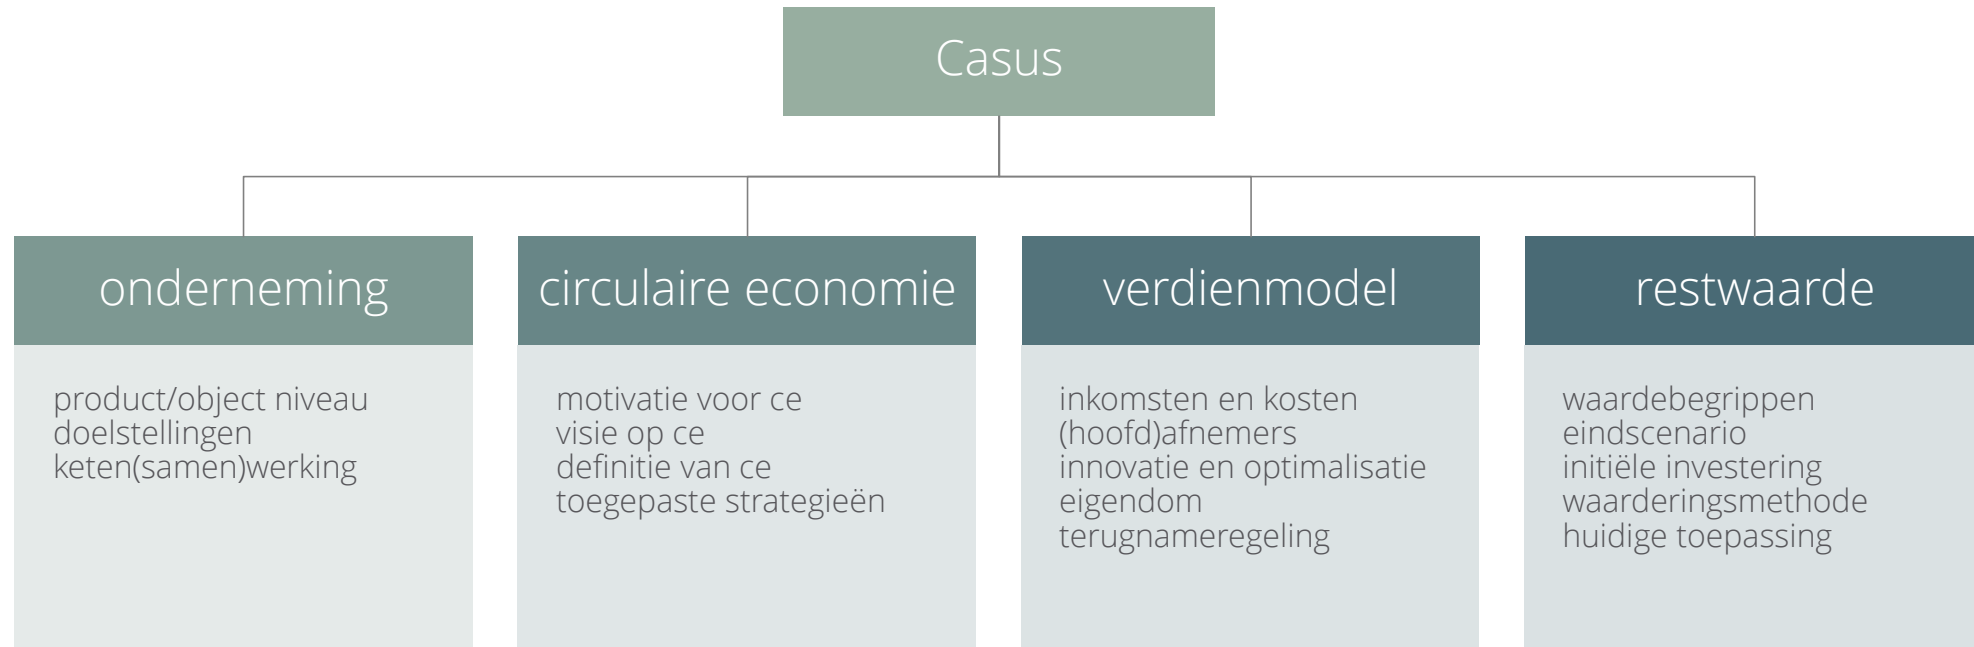 Casus
onderneming
product/object niveau
doelstellingen
keten(samen)werking
circulaire economie
motivatie voor ce
visie op ce
definitie van ce
toegepaste strategieën
verdienmodel
inkomsten en kosten
(hoofd)afnemers
innovatie en optimalisatie
eigendom
terugnameregeling
restwaarde
waardebegrippen
eindscenario
initiële investering
waarderingsmethode
huidige toepassing